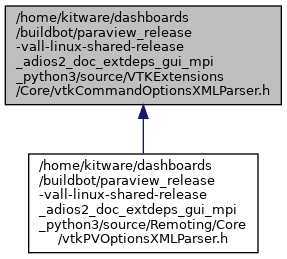 /home/kitware/dashboards
/buildbot/paraview_release
-vall-linux-shared-release
_adios2_doc_extdeps_gui_mpi
_python3/source/VTKExtensions
/Core/vtkCommandOptionsXMLParser.h
/home/kitware/dashboards
/buildbot/paraview_release
-vall-linux-shared-release
_adios2_doc_extdeps_gui_mpi
_python3/source/Remoting/Core
/vtkPVOptionsXMLParser.h